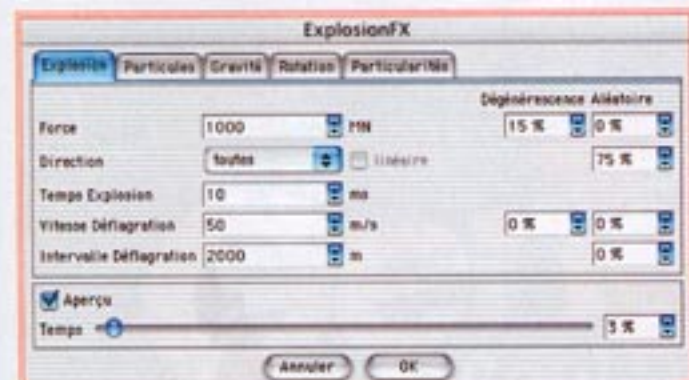 ExplosionFX
Explosion Particules Gravité Rotation Particularités
Dégénérescence Aléatoire
Force 1000 MN 15 % 0 %
Direction toutes linéaire 75 %
Temps Explosion 10 ms
Vitesse Déflagration 50 m/s 0 % 0 %
Intervalle Déflagration 2000 m 0 %
Aperçu
Temps 3 %
Annuler OK